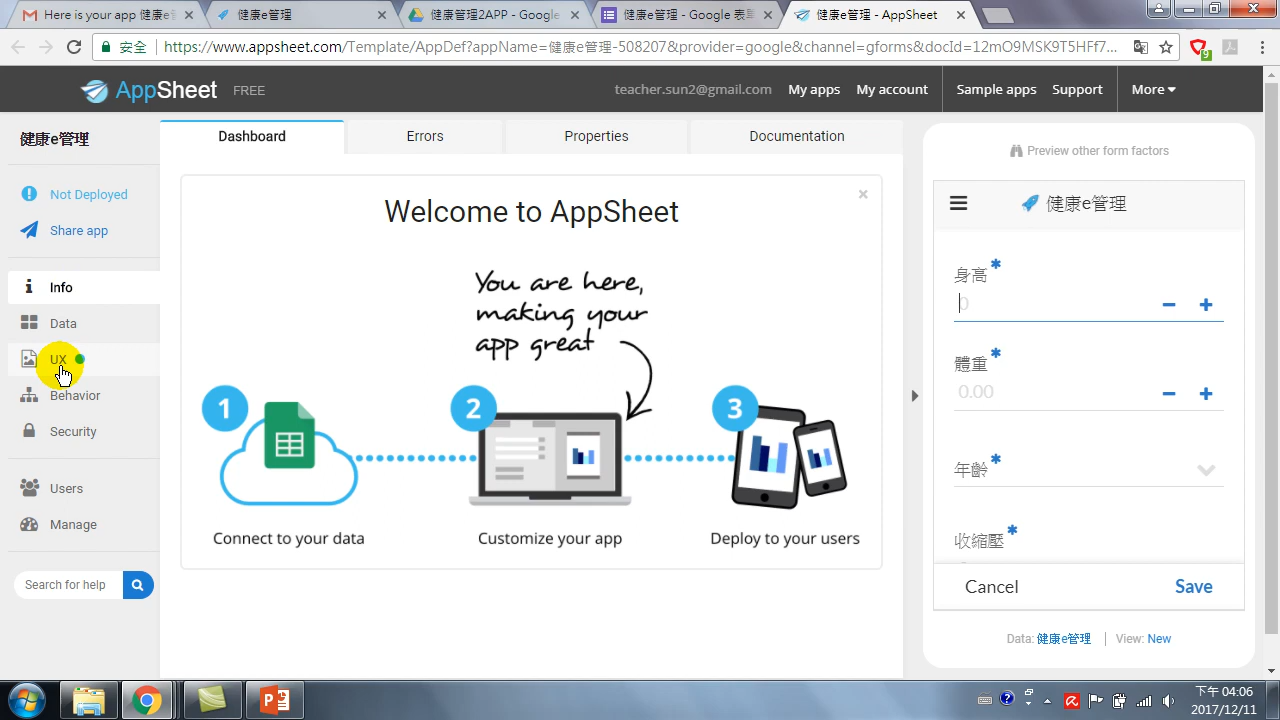 Here is your app 健康e管
健康e管理
健康管理2APP - Google
健康e管理 - Google
健康e管理 - AppSheet
安全
https://www.appsheet.com/Template/AppDef?appName=健康e管理-508207&provider=google&channel=gforms&docId=12mO9MSK9T5HFf7...
9
AppSheet FREE
teacher.sun2@gmail.com My apps My account Sample apps Support More
健康e管理
Not Deployed
Share app
Info
Data
UX
Behavior
Security
Users
Manage
Search for help
Dashboard Errors Properties Documentation
Welcome to AppSheet
You are here,
making your
app great
1 2 3
Connect to your data Customize your app Deploy to your users
Preview other form factors
健康e管理
身高 *
0
體重 *
0.00
年齡 *
收縮壓 *
Cancel Save
Data: 健康e管理 | View: New
下午 04:06
2017/12/11